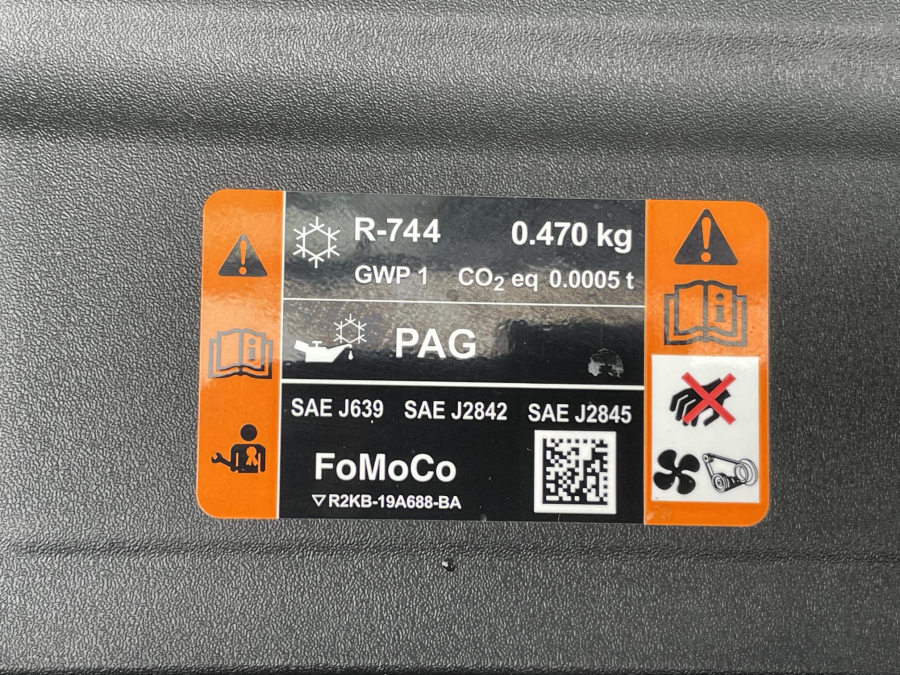 R-744 0.470 kg
GWP 1 CO₂ eq 0.0005 t
PAG
SAE J639 SAE J2842 SAE J2845
FoMoCo
▽R2KB-19A688-BA